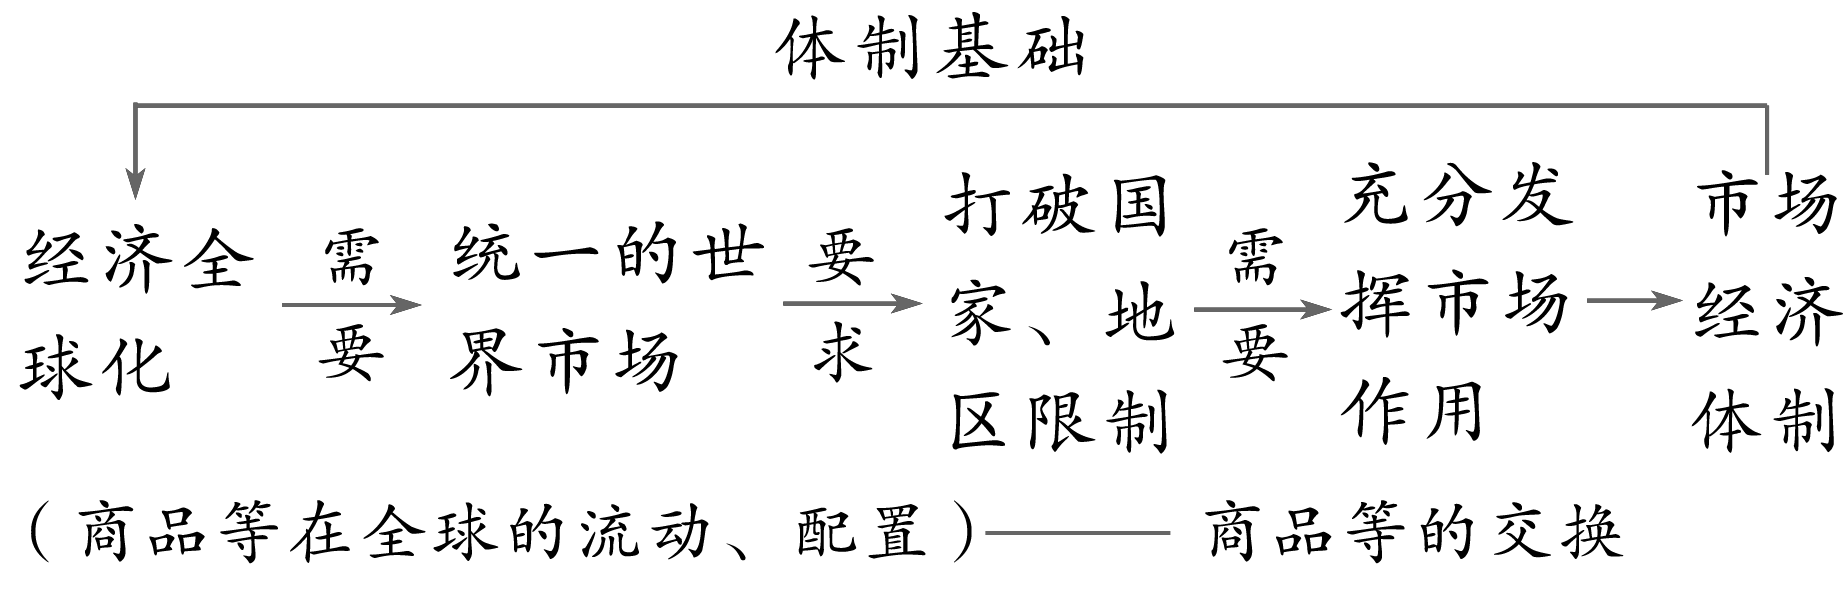 体制基础
经济全
球化
需
要
统一的世
界市场
要
求
打破国
家、地
区限制
需
要
充分发
挥市场
作用
市场
经济
体制
（商品等在全球的流动、配置）—— 商品等的交换